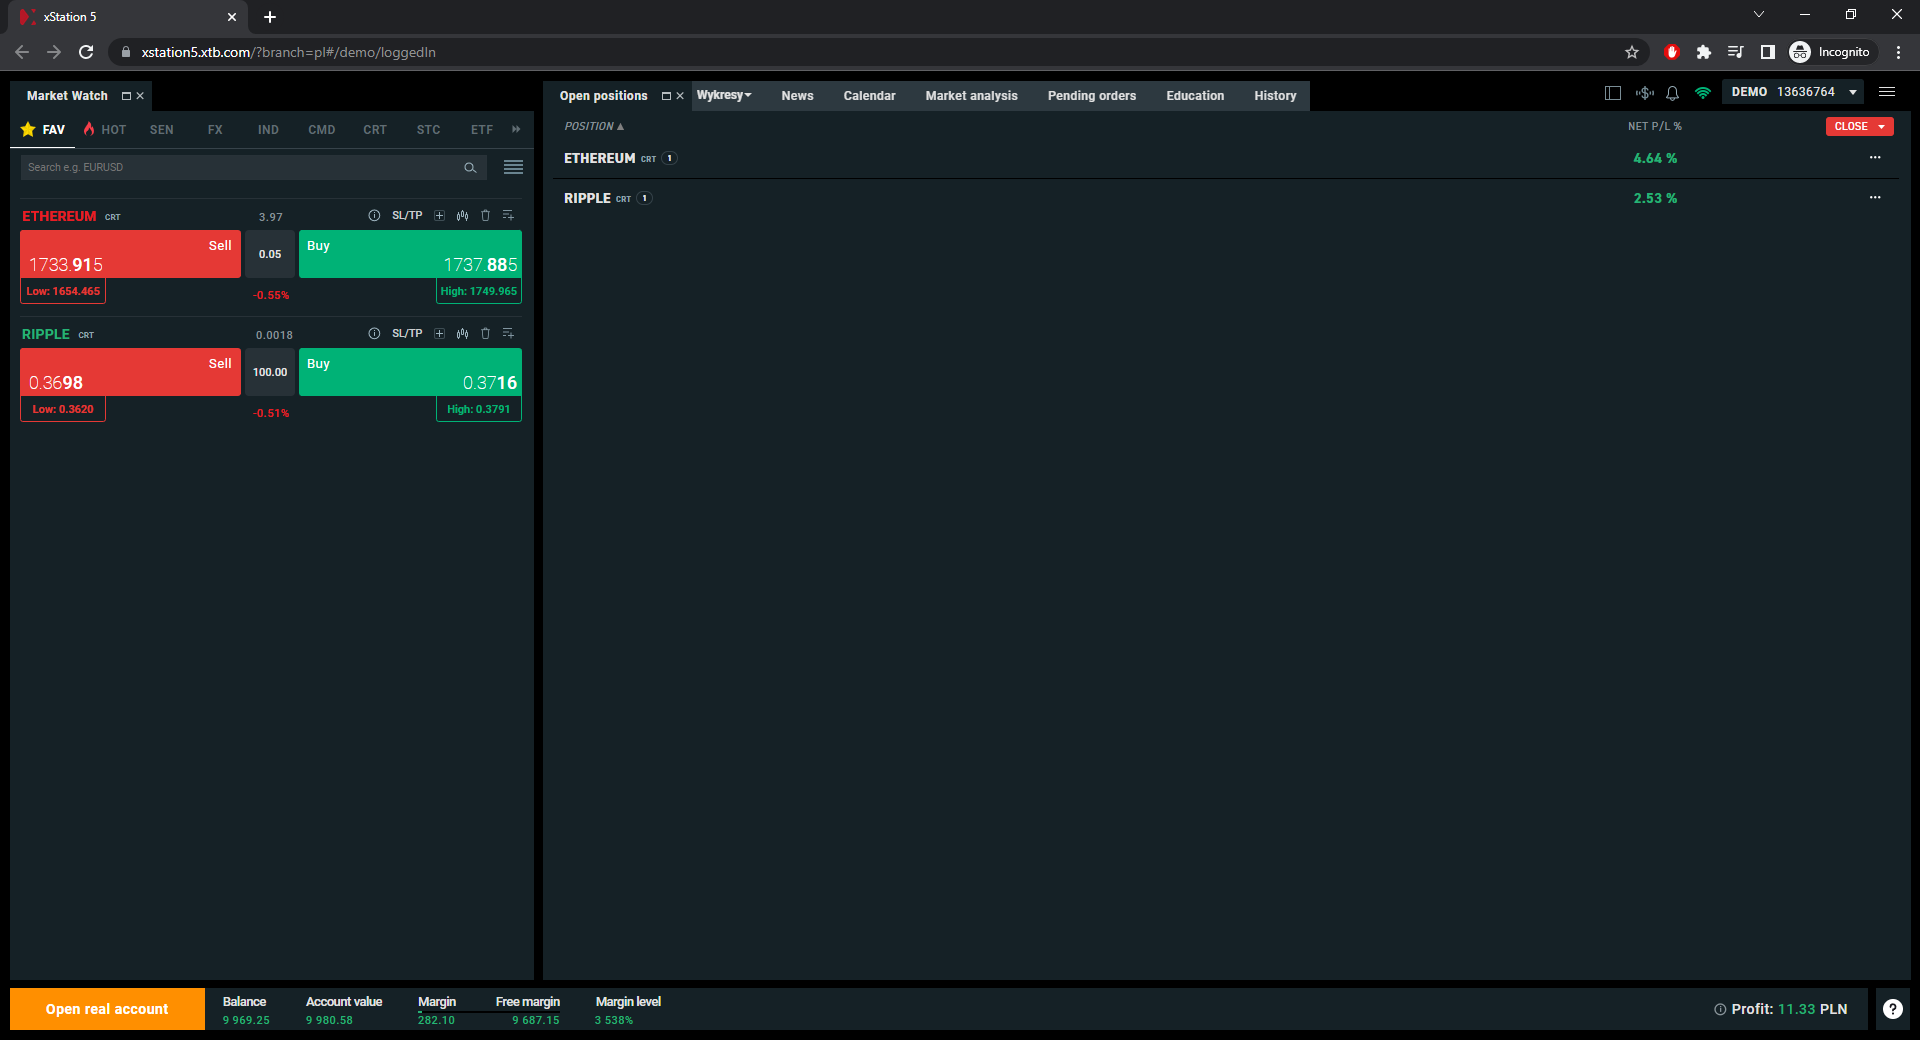 xStation 5
xstation5.xtb.com/?branch=pl#/demo/loggedIn
Incognito
Market Watch
FAV HOT SEN FX IND CMD CRT STC ETF
Search e.g. EURUSD
ETHEREUM CRT 3.97 SL/TP
Sell 0.05 Buy
1733.915 1737.885
Low: 1654.465 -0.55% High: 1749.965
RIPPLE CRT 0.0018 SL/TP
Sell 100.00 Buy
0.3698 0.3716
Low: 0.3620 -0.51% High: 0.3791
Open positions Wykresy News Calendar Market analysis Pending orders Education History
DEMO 13636764
POSITION ▲ NET P/L % CLOSE
ETHEREUM CRT 1 4.64 % ...
RIPPLE CRT 1 2.53 % ...
Open real account
Balance Account value Margin Free margin Margin level
9 969.25 9 980.58 282.10 9 687.15 3 538%
Profit: 11.33 PLN
?